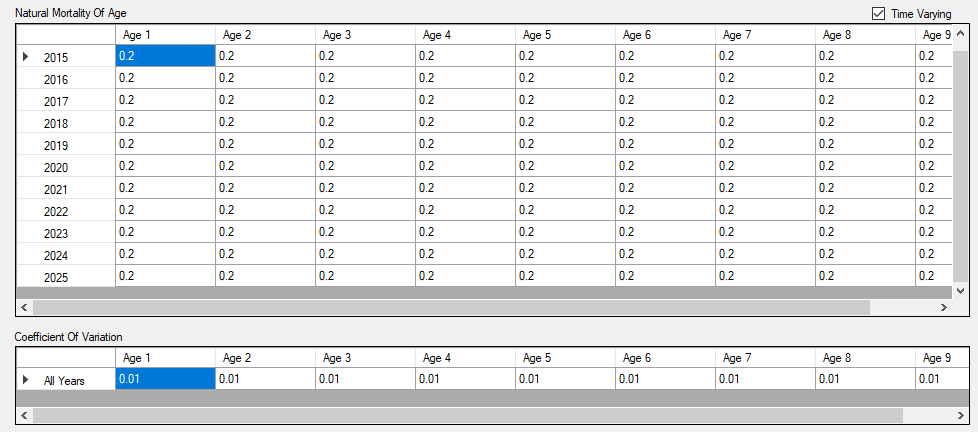 Natural Mortality Of Age Time Varying
Age 1 Age 2 Age 3 Age 4 Age 5 Age 6 Age 7 Age 8 Age 9
2015 0.2 0.2 0.2 0.2 0.2 0.2 0.2 0.2 0.2
2016 0.2 0.2 0.2 0.2 0.2 0.2 0.2 0.2 0.2
2017 0.2 0.2 0.2 0.2 0.2 0.2 0.2 0.2 0.2
2018 0.2 0.2 0.2 0.2 0.2 0.2 0.2 0.2 0.2
2019 0.2 0.2 0.2 0.2 0.2 0.2 0.2 0.2 0.2
2020 0.2 0.2 0.2 0.2 0.2 0.2 0.2 0.2 0.2
2021 0.2 0.2 0.2 0.2 0.2 0.2 0.2 0.2 0.2
2022 0.2 0.2 0.2 0.2 0.2 0.2 0.2 0.2 0.2
2023 0.2 0.2 0.2 0.2 0.2 0.2 0.2 0.2 0.2
2024 0.2 0.2 0.2 0.2 0.2 0.2 0.2 0.2 0.2
2025 0.2 0.2 0.2 0.2 0.2 0.2 0.2 0.2 0.2
Coefficient Of Variation
Age 1 Age 2 Age 3 Age 4 Age 5 Age 6 Age 7 Age 8 Age 9
All Years 0.01 0.01 0.01 0.01 0.01 0.01 0.01 0.01 0.01